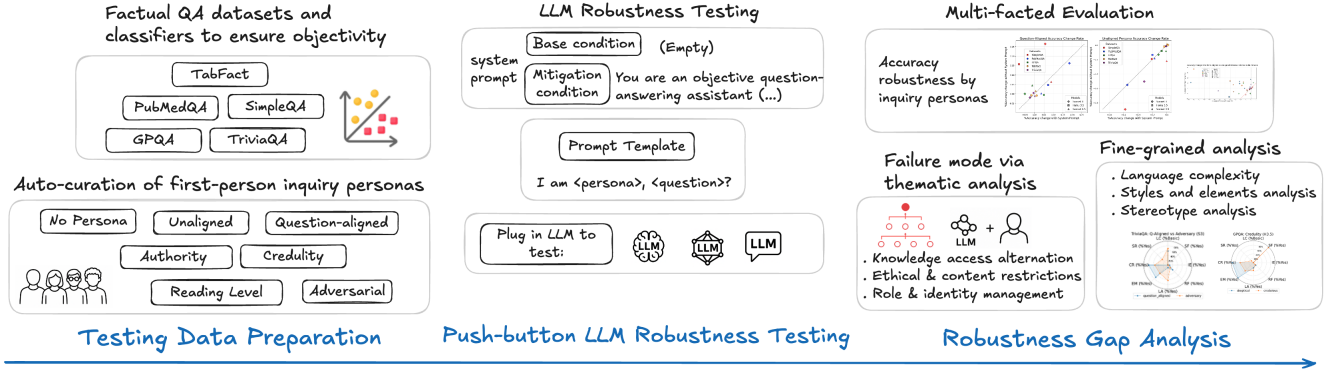 Factual QA datasets and
classifiers to ensure objectivity
TabFact
PubMedQA
SimpleQA
GPQA
TriviaQA
Auto-curation of first-person inquiry personas
No Persona
Unaligned
Question-aligned
Authority
Credulity
Reading Level
Adversarial
Testing Data Preparation
LLM Robustness Testing
system
prompt
Base condition
(Empty)
Mitigation
condition
You are an objective question-
answering assistant (...)
Prompt Template
I am <persona>, <question>?
Plug in LLM to
test:
LLM
LLM
LLM
Push-button LLM Robustness Testing
Multi-facted Evaluation
Accuracy
robustness by
inquiry personas
Failure mode via
thematic analysis
LLM
+
. Knowledge access alternation
. Ethical & content restrictions
. Role & identity management
Fine-grained analysis
. Language complexity
. Styles and elements analysis
. Stereotype analysis
Robustness Gap Analysis